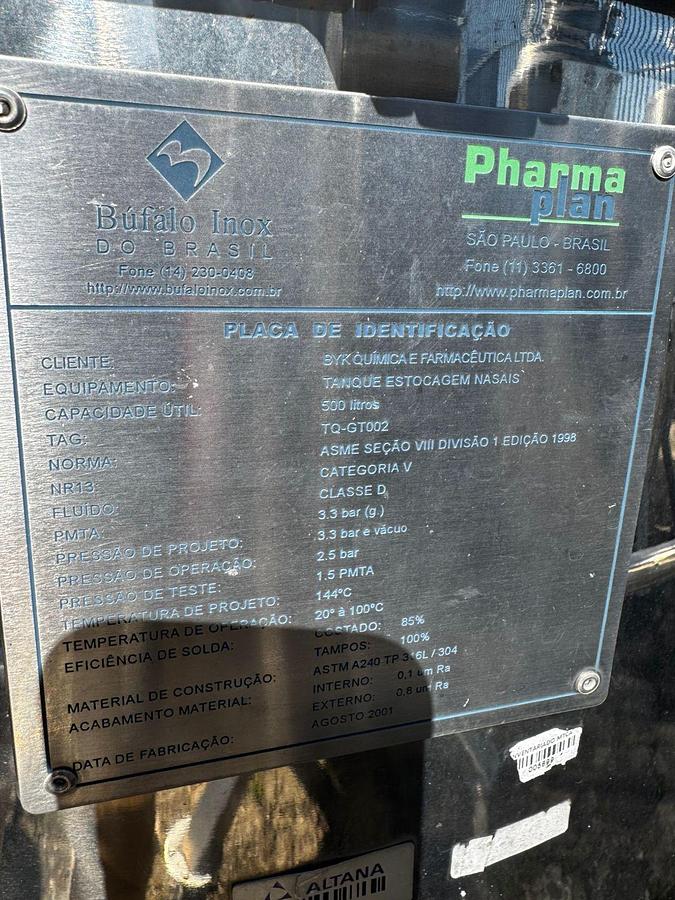 Búfalo Inox
DO BRASIL
Fone (14) 230-0408
http://www.bufaloinox.com.br
Pharma
plan
SÃO PAULO - BRASIL
Fone (11) 3361 - 6800
http://www.pharmaplan.com.br
PLACA DE IDENTIFICAÇÃO
CLIENTE: BYK QUÍMICA E FARMACÊUTICA LTDA.
EQUIPAMENTO: TANQUE ESTOCAGEM NASAIS
CAPACIDADE ÚTIL: 500 litros
TAG: TQ-GT002
NORMA: ASME SEÇÃO VIII DIVISÃO 1 EDIÇÃO 1998
NR13: CATEGORIA V
FLUÍDO: CLASSE D
PMTA: 3.3 bar (g.)
PRESSÃO DE PROJETO: 3.3 bar e vácuo
PRESSÃO DE OPERAÇÃO: 2.5 bar
PRESSÃO DE TESTE: 1.5 PMTA
TEMPERATURA DE PROJETO: 144°C
TEMPERATURA DE OPERAÇÃO: 20° à 100°C
EFICIÊNCIA DE SOLDA: COSTADO: 85%
TAMPOS: 100%
MATERIAL DE CONSTRUÇÃO: ASTM A240 TP 316L / 304
ACABAMENTO MATERIAL: INTERNO: 0,1 um Ra
EXTERNO: 0.8 um Ra
DATA DE FABRICAÇÃO: AGOSTO 2001
ALTANA